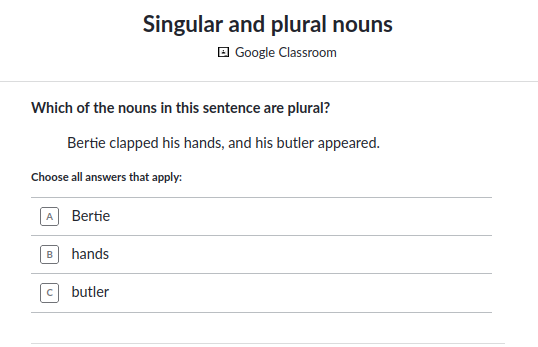 Singular and plural nouns
Google Classroom
Which of the nouns in this sentence are plural?
Bertie clapped his hands, and his butler appeared.
Choose all answers that apply:
A Bertie
B hands
C butler